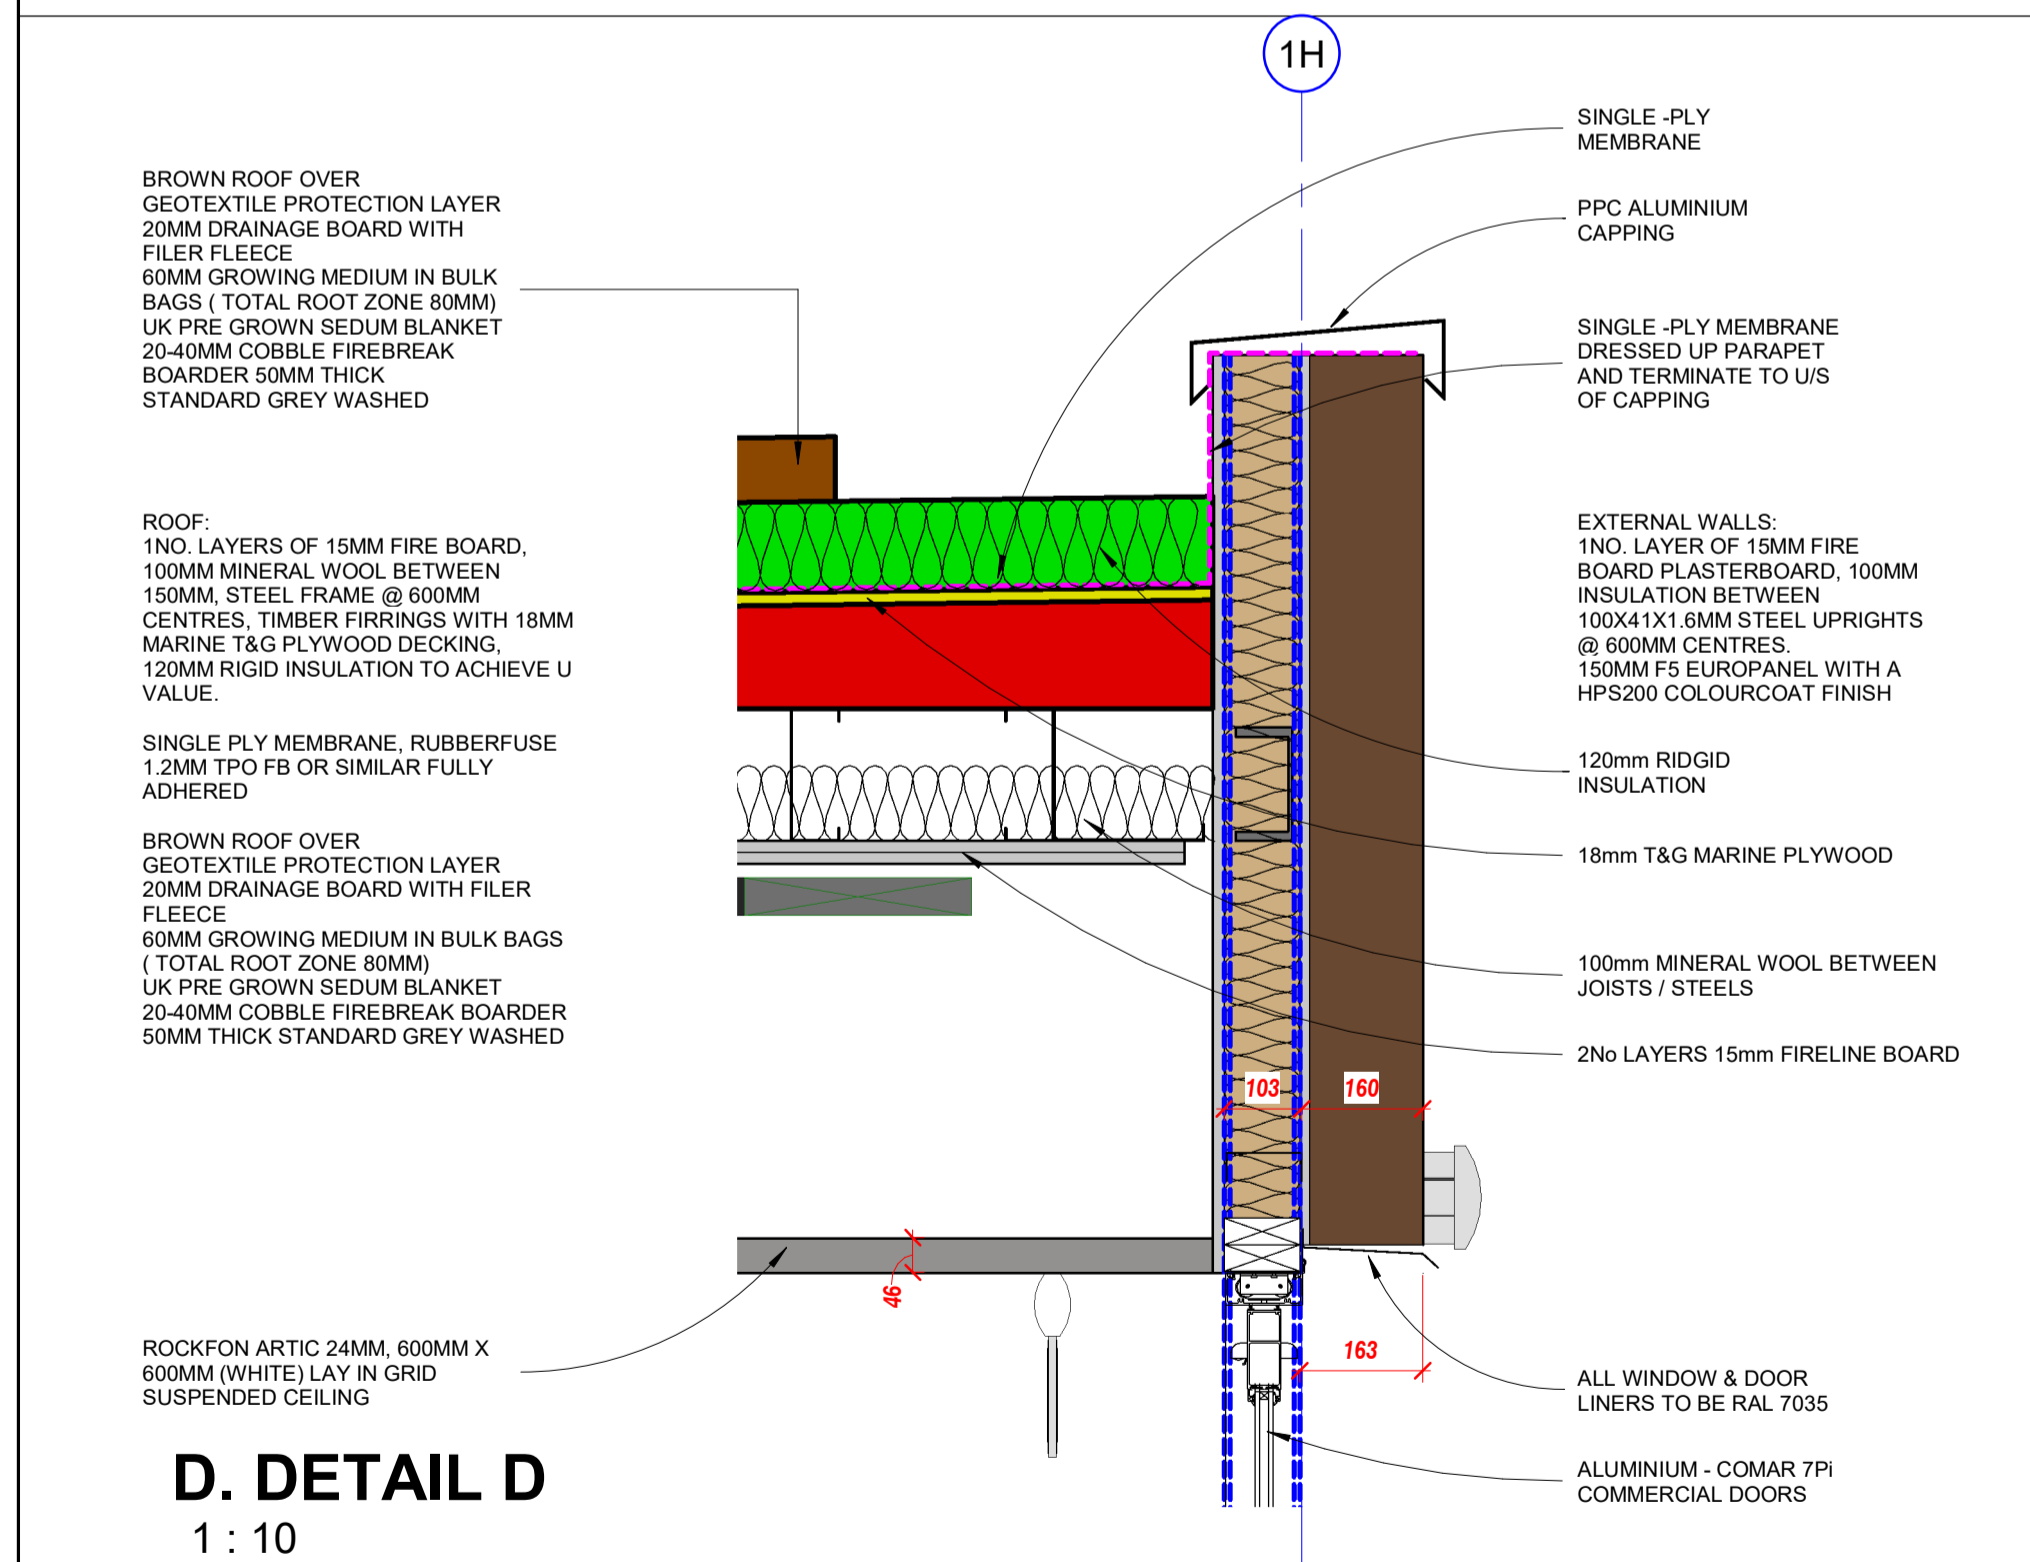 1H
BROWN ROOF OVER
GEOTEXTILE PROTECTION LAYER
20MM DRAINAGE BOARD WITH
FILER FLEECE
60MM GROWING MEDIUM IN BULK
BAGS ( TOTAL ROOT ZONE 80MM)
UK PRE GROWN SEDUM BLANKET
20-40MM COBBLE FIREBREAK
BOARDER 50MM THICK
STANDARD GREY WASHED
ROOF:
1NO. LAYERS OF 15MM FIRE BOARD,
100MM MINERAL WOOL BETWEEN
150MM, STEEL FRAME @ 600MM
CENTRES, TIMBER FIRRINGS WITH 18MM
MARINE T&G PLYWOOD DECKING,
120MM RIGID INSULATION TO ACHIEVE U
VALUE.
SINGLE PLY MEMBRANE, RUBBERFUSE
1.2MM TPO FB OR SIMILAR FULLY
ADHERED
BROWN ROOF OVER
GEOTEXTILE PROTECTION LAYER
20MM DRAINAGE BOARD WITH FILER
FLEECE
60MM GROWING MEDIUM IN BULK BAGS
( TOTAL ROOT ZONE 80MM)
UK PRE GROWN SEDUM BLANKET
20-40MM COBBLE FIREBREAK BOARDER
50MM THICK STANDARD GREY WASHED
ROCKFON ARTIC 24MM, 600MM X
600MM (WHITE) LAY IN GRID
SUSPENDED CEILING
SINGLE -PLY
MEMBRANE
PPC ALUMINIUM
CAPPING
SINGLE -PLY MEMBRANE
DRESSED UP PARAPET
AND TERMINATE TO U/S
OF CAPPING
EXTERNAL WALLS:
1NO. LAYER OF 15MM FIRE
BOARD PLASTERBOARD, 100MM
INSULATION BETWEEN
100X41X1.6MM STEEL UPRIGHTS
@ 600MM CENTRES.
150MM F5 EUROPANEL WITH A
HPS200 COLOURCOAT FINISH
120mm RIDGID
INSULATION
18mm T&G MARINE PLYWOOD
100mm MINERAL WOOL BETWEEN
JOISTS / STEELS
2No LAYERS 15mm FIRELINE BOARD
103
160
46
163
ALL WINDOW & DOOR
LINERS TO BE RAL 7035
ALUMINIUM - COMAR 7Pi
COMMERCIAL DOORS
D. DETAIL D
1 : 10